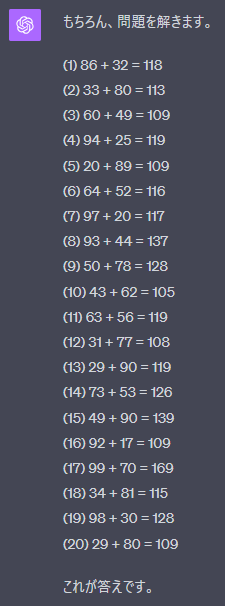 もちろん、問題を解きます。
(1) 86 + 32 = 118
(2) 33 + 80 = 113
(3) 60 + 49 = 109
(4) 94 + 25 = 119
(5) 20 + 89 = 109
(6) 64 + 52 = 116
(7) 97 + 20 = 117
(8) 93 + 44 = 137
(9) 50 + 78 = 128
(10) 43 + 62 = 105
(11) 63 + 56 = 119
(12) 31 + 77 = 108
(13) 29 + 90 = 119
(14) 73 + 53 = 126
(15) 49 + 90 = 139
(16) 92 + 17 = 109
(17) 99 + 70 = 169
(18) 34 + 81 = 115
(19) 98 + 30 = 128
(20) 29 + 80 = 109
これが答えです。